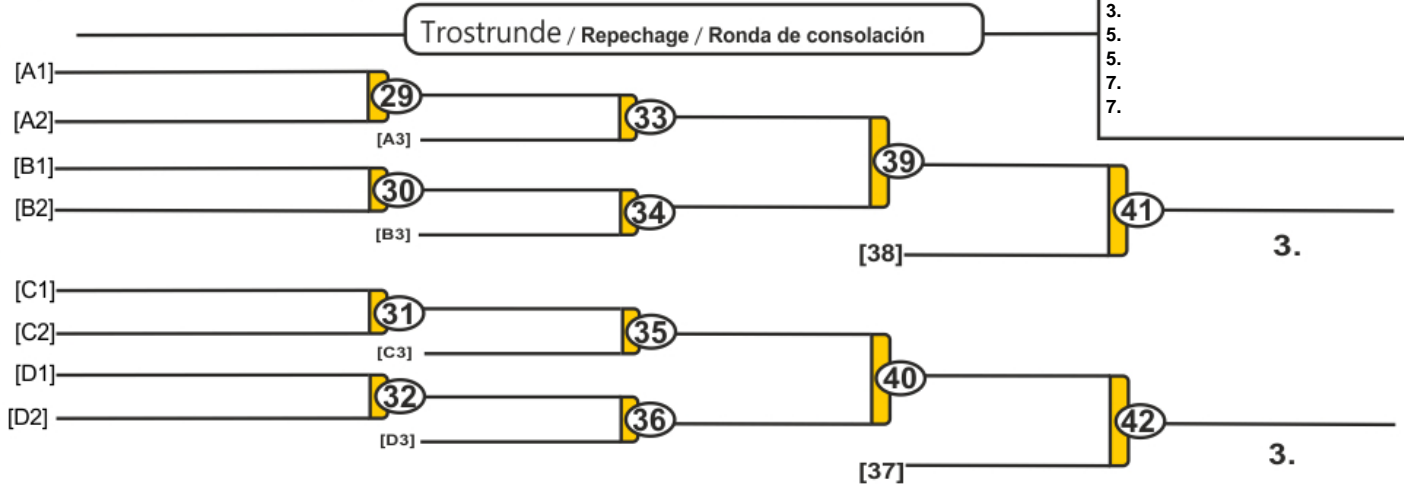 3.
Trostrunde / Repechage / Ronda de consolación
5.
5.
7.
7.
[A1]
29
[A2]
33
[A3]
[B1]
39
30
[B2]
34
41
[B3]
[38]
3.
[C1]
31
[C2]
35
[C3]
[D1]
40
32
[D2]
36
42
[D3]
3.
[37]